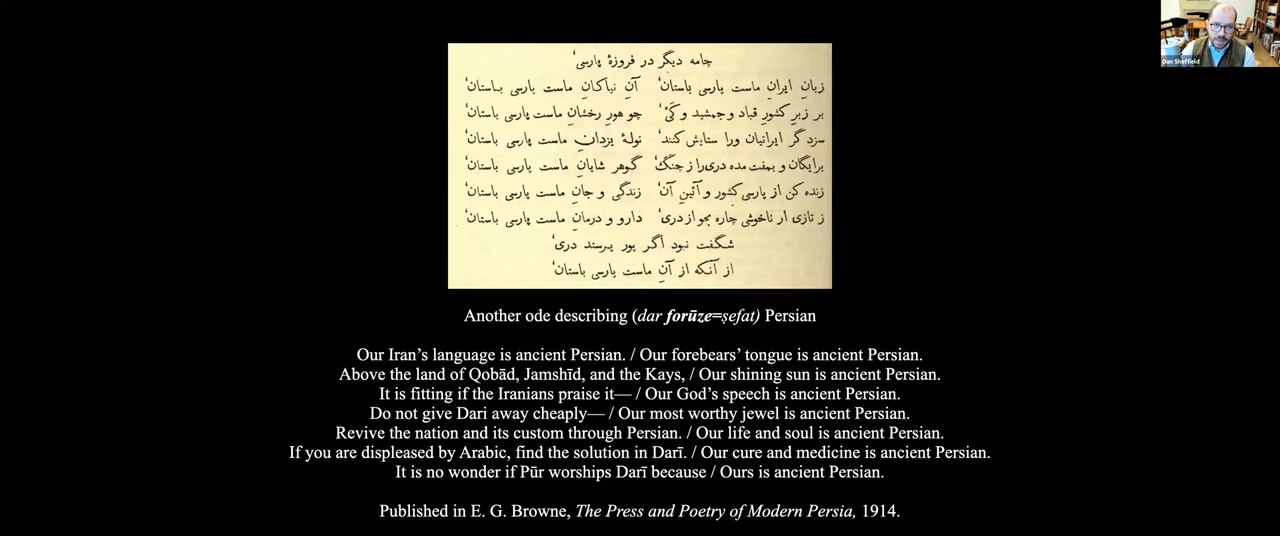 Dan Sheffield
چامه دیگر در فروزهٔ پارسی٬
زبانِ ایرانِ ماست پارسی باستان٬ آنِ نیاکانِ ماست پارسی باستان٬
بر زبرِ کشورِ قباد و جمشید و کَیْ٬ چو هورِ رخشانِ ماست پارسی باستان٬
سزد گر ایرانیان ورا ستایش کنند٬ نولهٔ یزدانِ ماست پارسی باستان٬
برایگان و بمفت مده دری‌را ز چنگ٬ گوهر شایانِ ماست پارسی باستان٬
زنده کن از پارسی کشور و آئینِ آن٬ زندگی و جانِ ماست پارسی باستان٬
ز تازی ار ناخوشی چاره بجو از دری٬ دارو و درمانِ ماست پارسی باستان٬
شگفت نبود اگر پور پرستد دری٬
از آنکه از آنِ ماست پارسی باستان٬
Another ode describing (dar forūze=ṣefat) Persian
Our Iran’s language is ancient Persian. / Our forebears’ tongue is ancient Persian.
Above the land of Qobād, Jamshīd, and the Kays, / Our shining sun is ancient Persian.
It is fitting if the Iranians praise it— / Our God’s speech is ancient Persian.
Do not give Dari away cheaply— / Our most worthy jewel is ancient Persian.
Revive the nation and its custom through Persian. / Our life and soul is ancient Persian.
If you are displeased by Arabic, find the solution in Darī. / Our cure and medicine is ancient Persian.
It is no wonder if Pūr worships Darī because / Ours is ancient Persian.
Published in E. G. Browne, The Press and Poetry of Modern Persia, 1914.